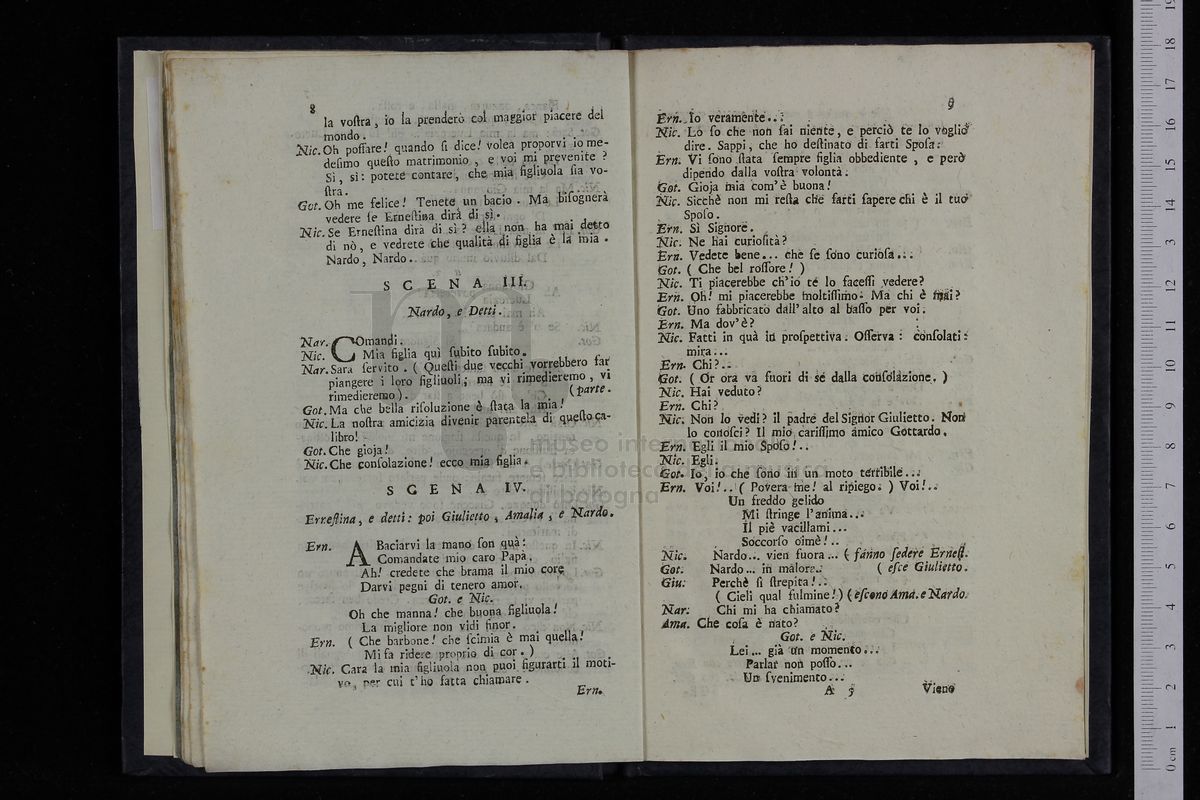 8
la voſtra, io la prenderò col maggior piacere del
mondo.
Nic. Oh poſſare! quando ſi dice! volea proporvi io me-
deſimo queſto matrimonio, e voi mi prevenite?
Sì, sì: potete contare, che mia figliuola ſia vo-
ſtra.
Got. Oh me felice! Tenete un bacio. Ma biſognerà
vedere ſe Erneſtina dirà di sì.
Nic. Se Erneſtina dirà di sì? ella non ha mai detto
di nò, e vedrete che qualità di figlia è la mia.
Nardo, Nardo..
SCENA III.
Nardo, e Detti.
Nar. COmandi.
Nic. Mia figlia quì ſubito ſubito.
Nar. Sarà ſervito. (Queſti due vecchi vorrebbero far
piangere i loro figliuoli; ma vi rimedieremo, vi
rimedieremo). (parte.
Got. Ma che bella riſoluzione è ſtata la mia!
Nic. La noſtra amicizia divenir parentela di queſto ca-
libro!
Got. Che gioja!
Nic. Che conſolazione! ecco mia figlia.
SCENA IV.
Erneſtina, e detti: poi Giulietto, Amalia, e Nardo.
Ern. A Baciarvi la mano ſon quà:
Comandate mio caro Papà.
Ah! credete che brama il mio core
Darvi pegni di tenero amor.
Got. e Nic.
Oh che manna! che buona figliuola!
La migliore non vidi finor.
Ern. (Che barbone! che ſcimia è mai quella!
Mi fa ridere proprio di cor.)
Nic. Cara la mia figliuola non puoi figurarti il moti-
vo, per cui t'ho fatta chiamare.
Ern.
9
Ern. Io veramente..:
Nic. Lo ſo che non ſai niente, e perciò te lo voglio
dire. Sappi, che ho deſtinato di farti Spoſa:
Ern. Vi ſono ſtata ſempre figlia obbediente, e però
dipendo dalla voſtra volontà.
Got. Gioja mia com'è buona!
Nic. Sicchè non mi reſta che farti ſapere chi è il tuo
Spoſo.
Ern. Sì Signore.
Nic. Ne hai curioſità?
Ern. Vedete bene... che ſe ſono curioſa...
Got. (Che bel roſſore!)
Nic. Ti piacerebbe ch'io te lo faceſſi vedere?
Ern. Oh! mi piacerebbe moltiſſimo. Ma chi è mai?
Got. Uno fabbricato dall'alto al baſſo per voi.
Ern. Ma dov'è?
Nic. Fatti in quà in proſpettiva. Oſſerva: conſolati:
mira...
Ern. Chi?..
Got. (Or ora va fuori di sè dalla conſolazione.)
Nic. Hai veduto?
Ern. Chi?
Nic. Non lo vedi? il padre del Signor Giulietto. Non
lo conoſci? Il mio cariſſimo amico Gottardo.
Ern. Egli il mio Spoſo!..
Nic. Egli.
Got. Io, io che ſono in un moto terribile...
Ern. Voi!.. (Povera me! al ripiego.) Voi!..
Un freddo gelido
Mi ſtringe l'anima...
Il piè vacillami...
Soccorſo oimè!..
Nic. Nardo... vien fuora... (fanno ſedere Erneſt.
Got. Nardo... in malore.. (eſce Giulietto.
Giu. Perchè ſi ſtrepita!..
(Cieli qual fulmine!) (eſcono Ama. e Nardo.
Nar. Chi mi ha chiamato?
Ama. Che coſa è nato?
Got. e Nic.
Lei... già un momento...
Parlar non poſſo...
Un ſvenimento...
A 5 Viene
museo inter
e biblioteca della musica
di bologna